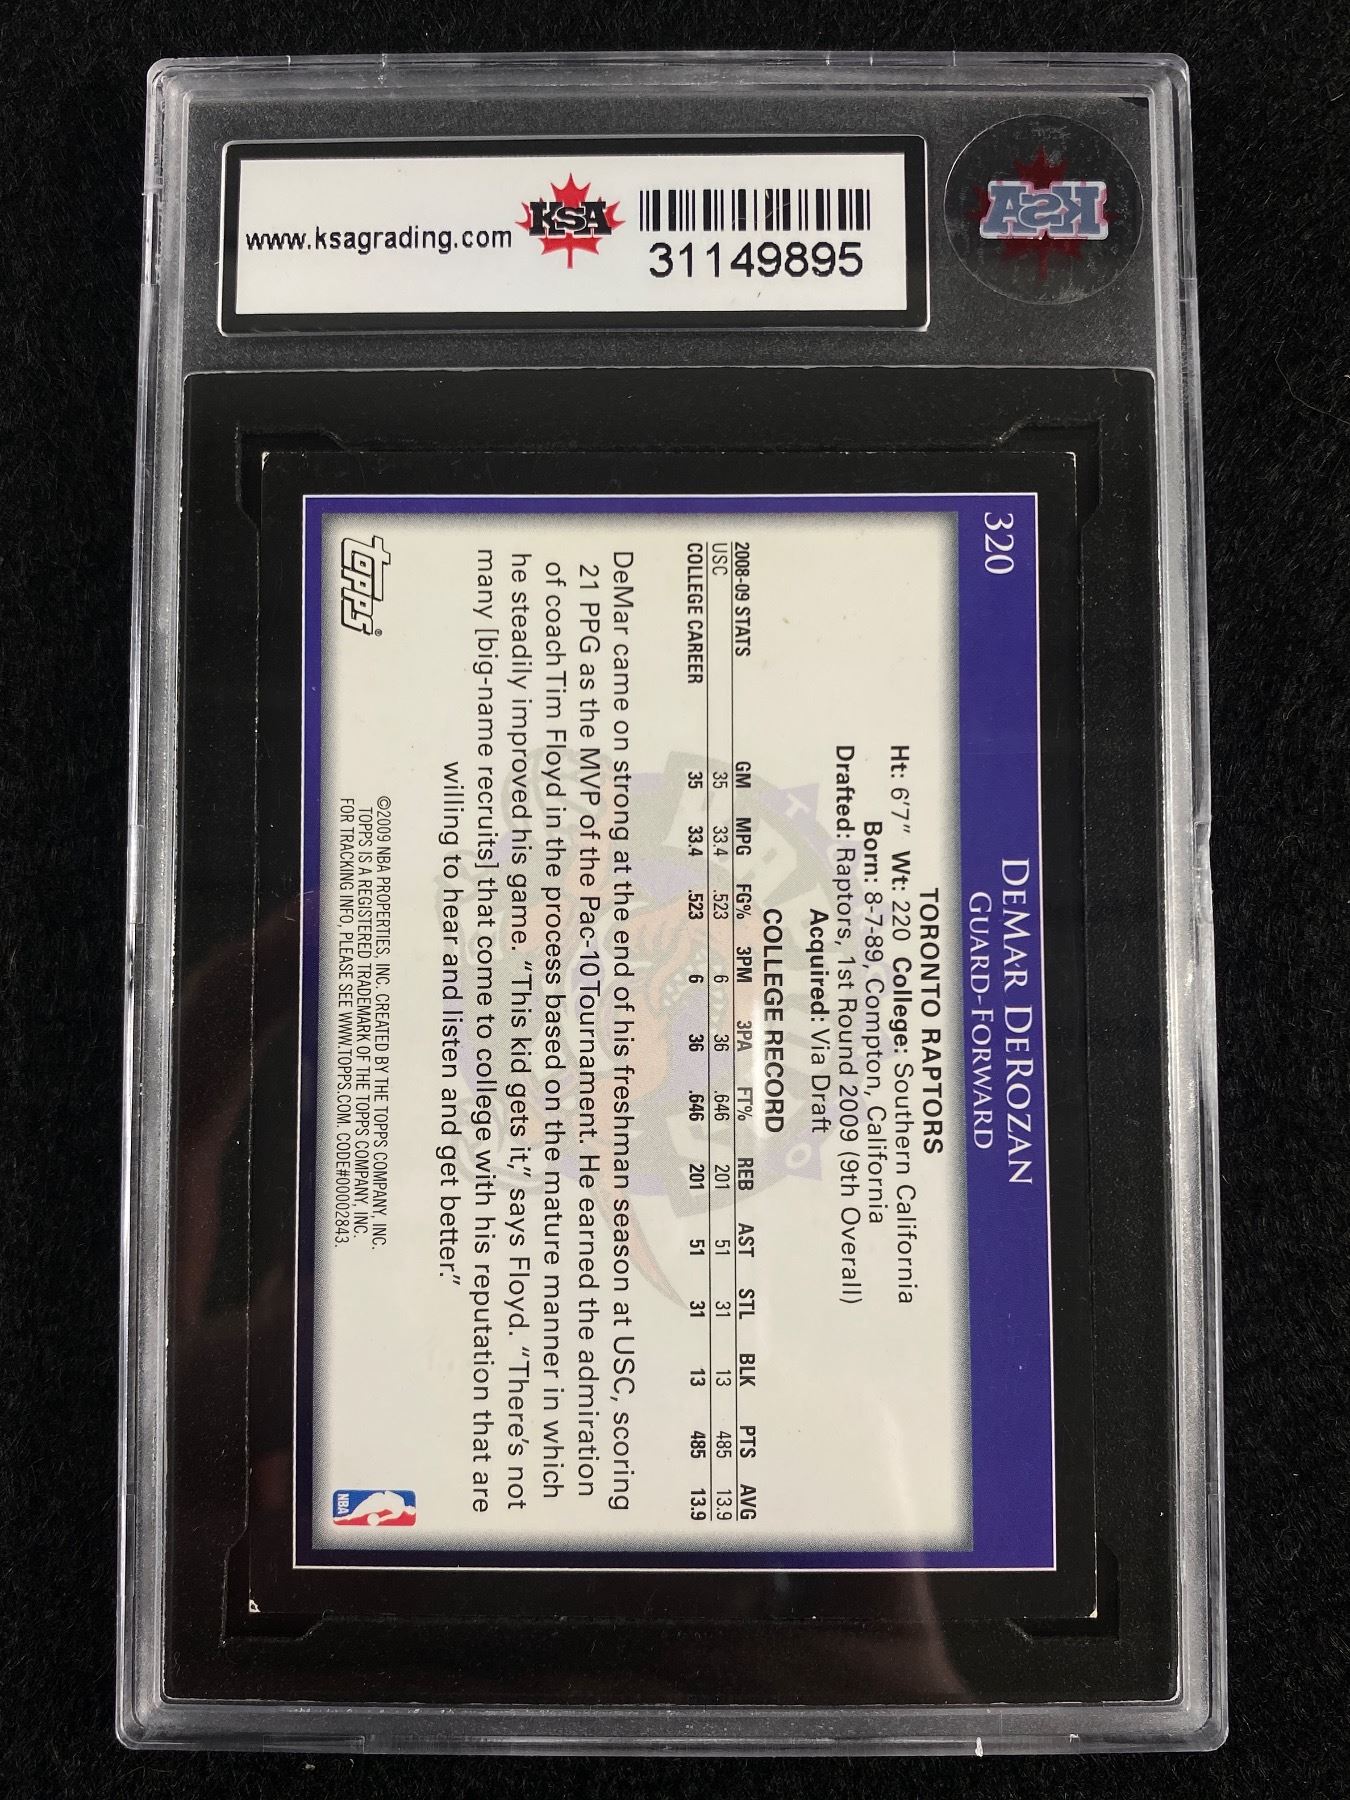 www.ksagrading.com
KSA
31149895
KSA
320
DEMAR DEROZAN
GUARD-FORWARD
TORONTO RAPTORS
Ht: 6'7" Wt: 220 College: Southern California
Born: 8-7-89, Compton, California
Drafted: Raptors, 1st Round 2009 (9th Overall)
Acquired: Via Draft
COLLEGE RECORD
2008-09 STATS GM MPG FG% 3PM 3PA FT% REB AST STL BLK PTS AVG
USC 35 33.4 .523 6 36 .646 201 51 31 13 485 13.9
COLLEGE CAREER 35 33.4 .523 6 36 .646 201 51 31 13 485 13.9
DeMar came on strong at the end of his freshman season at USC, scoring
21 PPG as the MVP of the Pac-10 Tournament. He earned the admiration
of coach Tim Floyd in the process based on the mature manner in which
he steadily improved his game. "This kid gets it," says Floyd. "There's not
many [big-name recruits] that come to college with his reputation that are
willing to hear and listen and get better."
topps®
©2009 NBA PROPERTIES, INC. CREATED BY THE TOPPS COMPANY, INC.
TOPPS IS A REGISTERED TRADEMARK OF THE TOPPS COMPANY, INC.
FOR TRACKING INFO, PLEASE SEE WWW.TOPPS.COM. CODE#00002843.
NBA